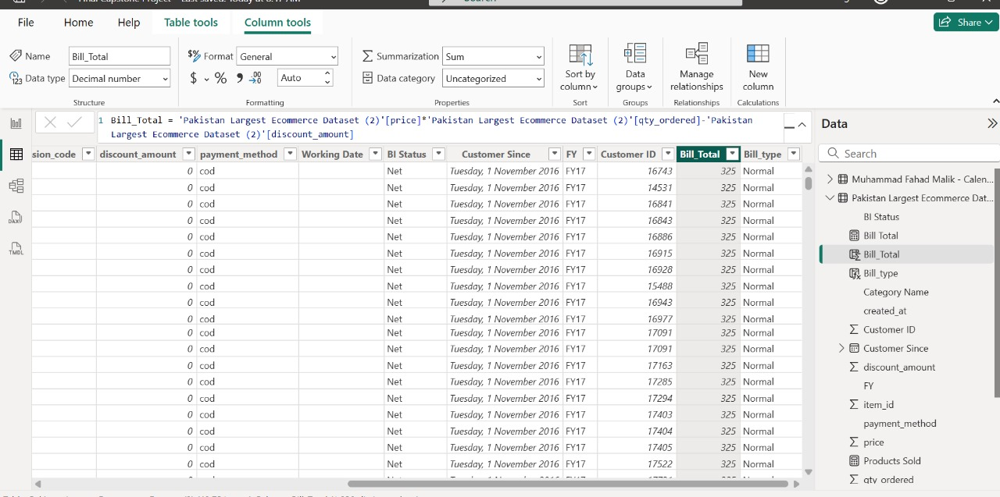 Search
File Home Help Table tools Column tools Share
Name Bill_Total
Data type Decimal number
Structure
Format General
$ % Auto
Formatting
Summarization Sum
Data category Uncategorized
Properties
Sort by column
Sort
Data groups
Groups
Manage relationships
Relationships
New column
Calculations
1 Bill_Total = 'Pakistan Largest Ecommerce Dataset (2)'[price]*'Pakistan Largest Ecommerce Dataset (2)'[qty_ordered]-'Pakistan
Largest Ecommerce Dataset (2)'[discount_amount]
sion_code discount_amount payment_method Working Date BI Status Customer Since FY Customer ID Bill_Total Bill_type
0 cod Net Tuesday, 1 November 2016 FY17 16743 325 Normal
0 cod Net Tuesday, 1 November 2016 FY17 14531 325 Normal
0 cod Net Tuesday, 1 November 2016 FY17 16841 325 Normal
0 cod Net Tuesday, 1 November 2016 FY17 16843 325 Normal
0 cod Net Tuesday, 1 November 2016 FY17 16886 325 Normal
0 cod Net Tuesday, 1 November 2016 FY17 16915 325 Normal
0 cod Net Tuesday, 1 November 2016 FY17 16928 325 Normal
0 cod Net Tuesday, 1 November 2016 FY17 15488 325 Normal
0 cod Net Tuesday, 1 November 2016 FY17 16943 325 Normal
0 cod Net Tuesday, 1 November 2016 FY17 16977 325 Normal
0 cod Net Tuesday, 1 November 2016 FY17 17091 325 Normal
0 cod Net Tuesday, 1 November 2016 FY17 17091 325 Normal
0 cod Net Tuesday, 1 November 2016 FY17 17163 325 Normal
0 cod Net Tuesday, 1 November 2016 FY17 17285 325 Normal
0 cod Net Tuesday, 1 November 2016 FY17 17294 325 Normal
0 cod Net Tuesday, 1 November 2016 FY17 17403 325 Normal
0 cod Net Tuesday, 1 November 2016 FY17 17404 325 Normal
0 cod Net Tuesday, 1 November 2016 FY17 17405 325 Normal
0 cod Net Tuesday, 1 November 2016 FY17 17522 325 Normal
Data
Search
Muhammad Fahad Malik - Calen...
Pakistan Largest Ecommerce Dat...
BI Status
Bill Total
Bill_Total
Bill_type
Category Name
created_at
Customer ID
Customer Since
discount_amount
FY
item_id
payment_method
price
Products Sold
qty_ordered
DAX
TMDL